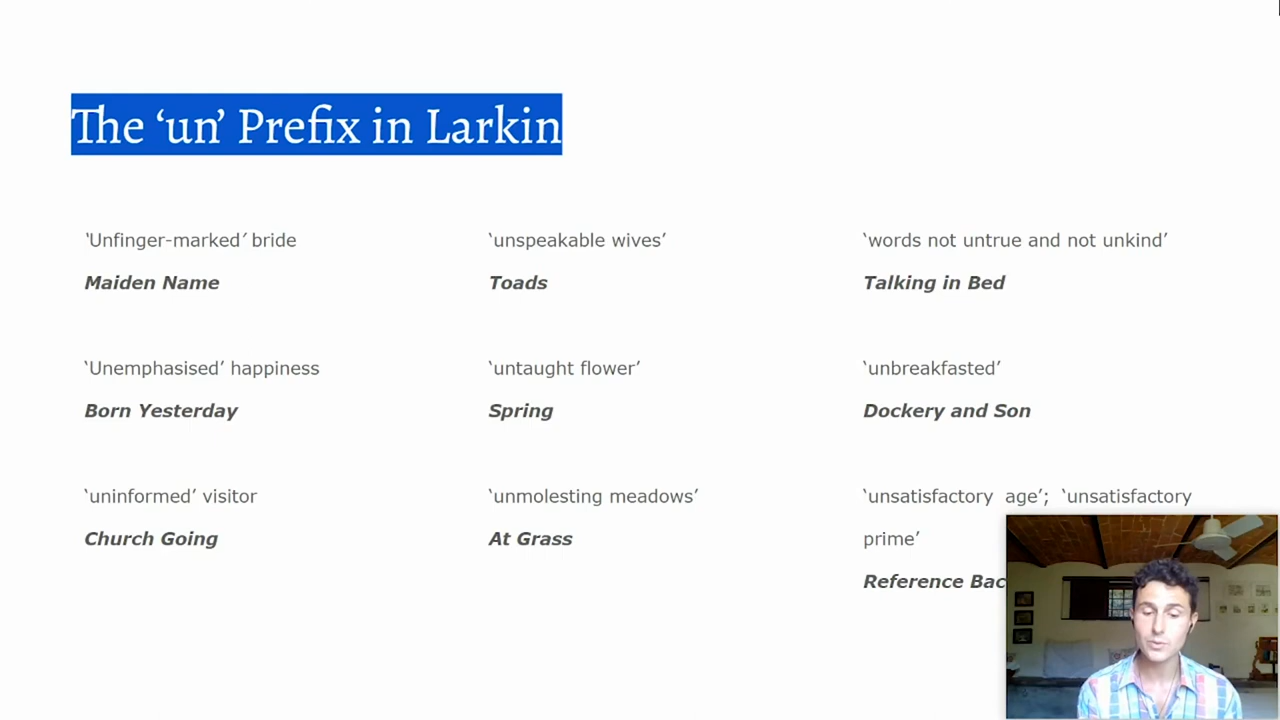 The ‘un’ Prefix in Larkin
‘Unfinger-marked’ bride
Maiden Name
‘Unemphasised’ happiness
Born Yesterday
‘uninformed’ visitor
Church Going
‘unspeakable wives’
Toads
‘untaught flower’
Spring
‘unmolesting meadows’
At Grass
‘words not untrue and not unkind’
Talking in Bed
‘unbreakfasted’
Dockery and Son
‘unsatisfactory age’; ‘unsatisfactory
prime’
Reference